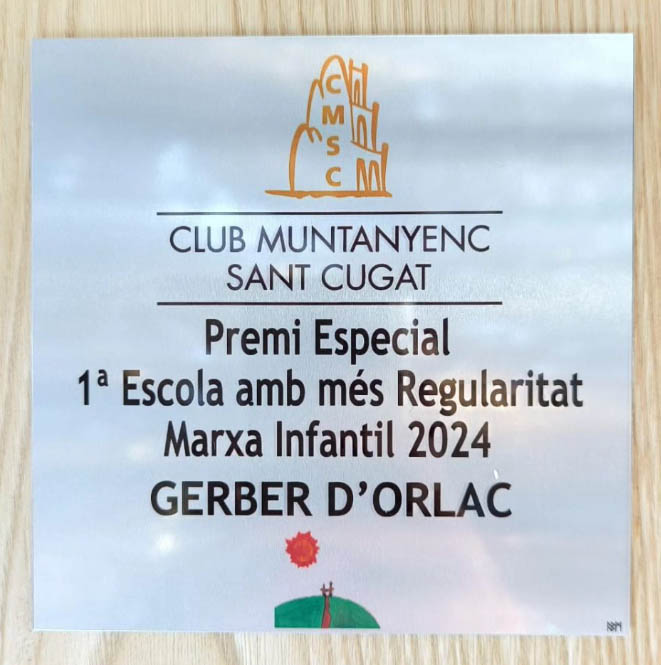 C
M
S
C
CLUB MUNTANYENC
SANT CUGAT
Premi Especial
1ª Escola amb més Regularitat
Marxa Infantil 2024
GERBER D'ORLAC